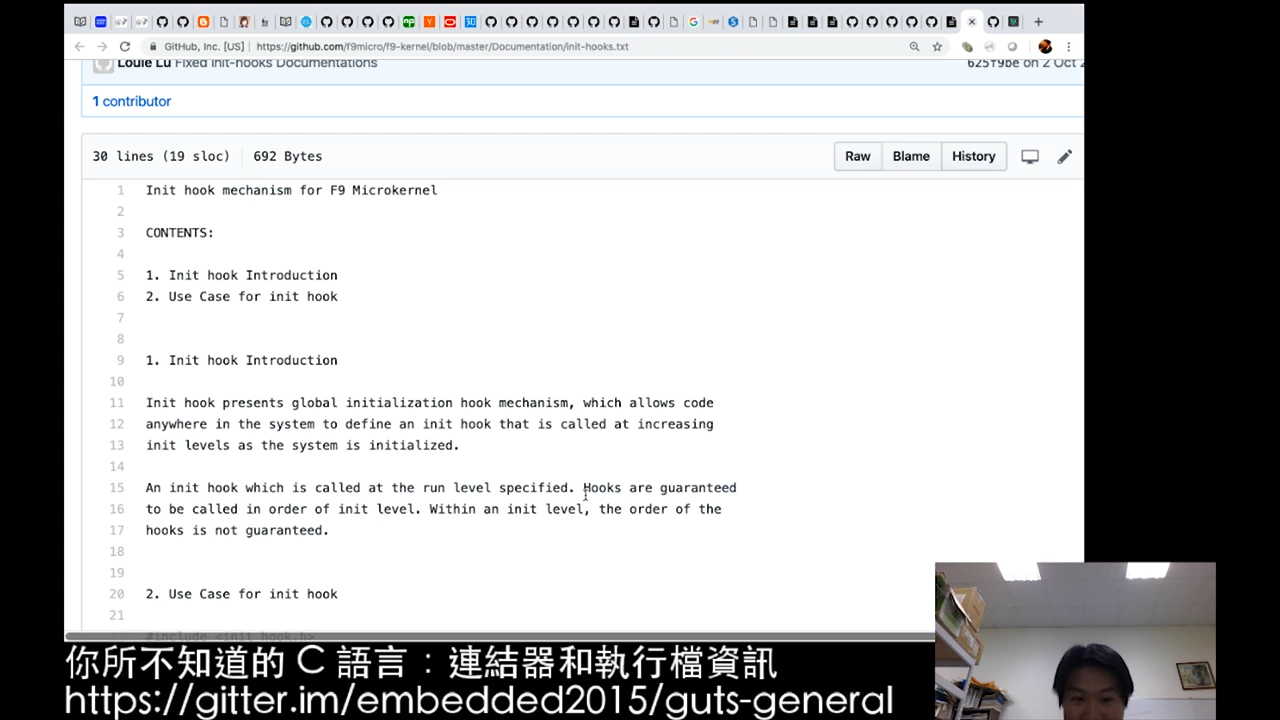 GitHub, Inc. [US] https://github.com/f9micro/f9-kernel/blob/master/Documentation/init-hooks.txt
Louie Lu Fixed init-hooks Documentations 625f9be on 2 Oct 2
1 contributor
30 lines (19 sloc) 692 Bytes Raw Blame History
1 Init hook mechanism for F9 Microkernel
2
3 CONTENTS:
4
5 1. Init hook Introduction
6 2. Use Case for init hook
7
8
9 1. Init hook Introduction
10
11 Init hook presents global initialization hook mechanism, which allows code
12 anywhere in the system to define an init hook that is called at increasing
13 init levels as the system is initialized.
14
15 An init hook which is called at the run level specified. Hooks are guaranteed
16 to be called in order of init level. Within an init level, the order of the
17 hooks is not guaranteed.
18
19
20 2. Use Case for init hook
21
#include <init_hook.h>
你所不知道的 C 語言：連結器和執行檔資訊
https://gitter.im/embedded2015/guts-general